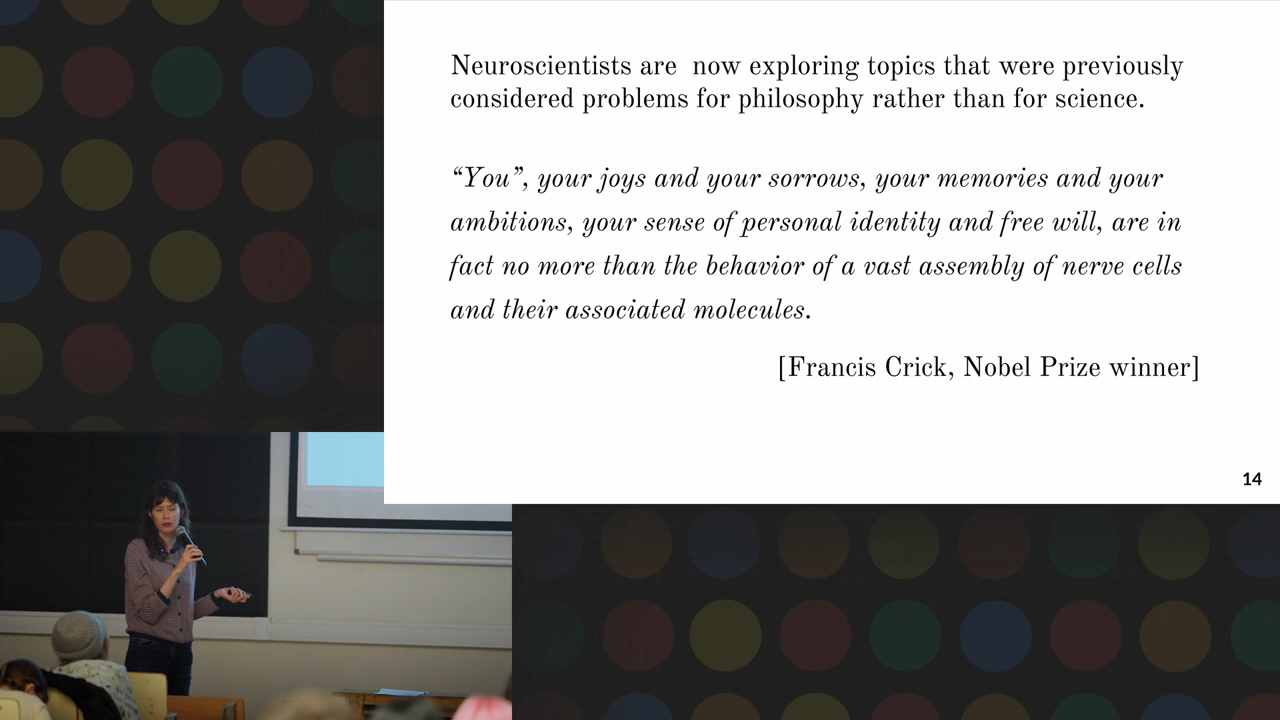 Neuroscientists are  now exploring topics that were previously
considered problems for philosophy rather than for science.
“You”, your joys and your sorrows, your memories and your
ambitions, your sense of personal identity and free will, are in
fact no more than the behavior of a vast assembly of nerve cells
and their associated molecules.
[Francis Crick, Nobel Prize winner]
14